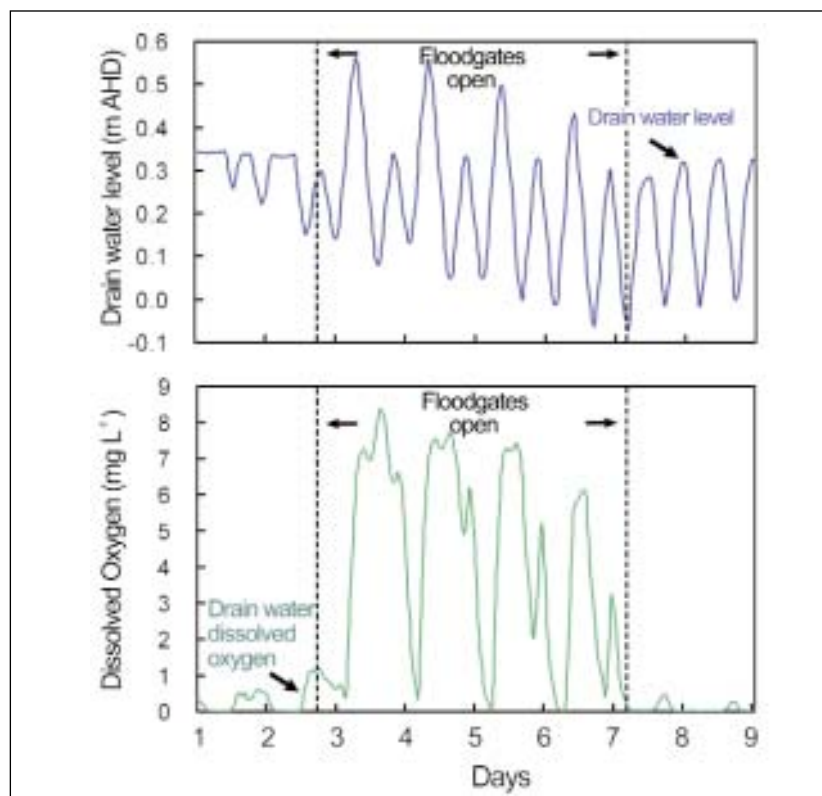 0.6
0.5
0.4
0.3
0.2
0.1
0.0
-0.1
Drain water level (m AHD)
Floodgates
open
Drain water level
9
8
7
6
5
4
3
2
1
0
Dissolved Oxygen (mg L⁻¹)
Floodgates
open
Drain water
dissolved
oxygen
1 2 3 4 5 6 7 8 9
Days